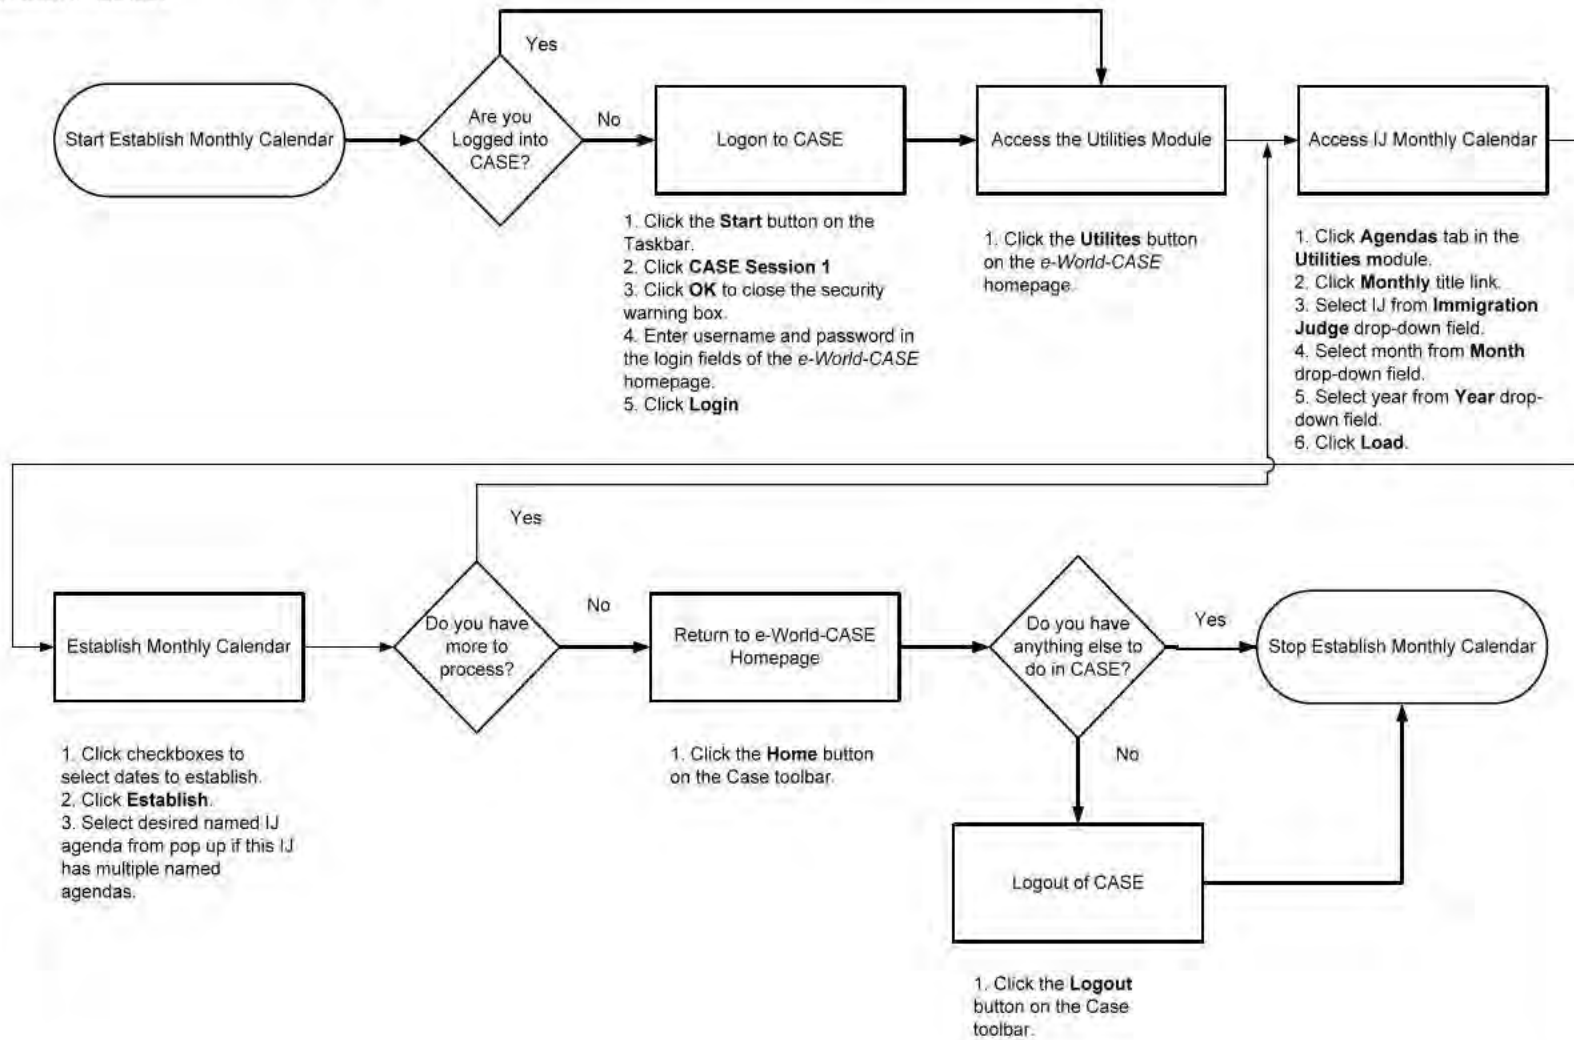 Yes
Start Establish Monthly Calendar
Are you
Logged into
CASE?
No
Logon to CASE
Access the Utilities Module
Access IJ Monthly Calendar
1. Click the Start button on the
Taskbar.
2. Click CASE Session 1
3. Click OK to close the security
warning box.
4. Enter username and password in
the login fields of the e-World-CASE
homepage.
5. Click Login
1. Click the Utilites button
on the e-World-CASE
homepage.
1. Click Agendas tab in the
Utilities module.
2. Click Monthly title link.
3. Select IJ from Immigration
Judge drop-down field.
4. Select month from Month
drop-down field.
5. Select year from Year drop-
down field.
6. Click Load.
Yes
Establish Monthly Calendar
Do you have
more to
process?
No
Return to e-World-CASE
Homepage
Do you have
anything else to
do in CASE?
Yes
Stop Establish Monthly Calendar
1. Click checkboxes to
select dates to establish.
2. Click Establish.
3. Select desired named IJ
agenda from pop up if this IJ
has multiple named
agendas.
1. Click the Home button
on the Case toolbar.
No
Logout of CASE
1. Click the Logout
button on the Case
toolbar.